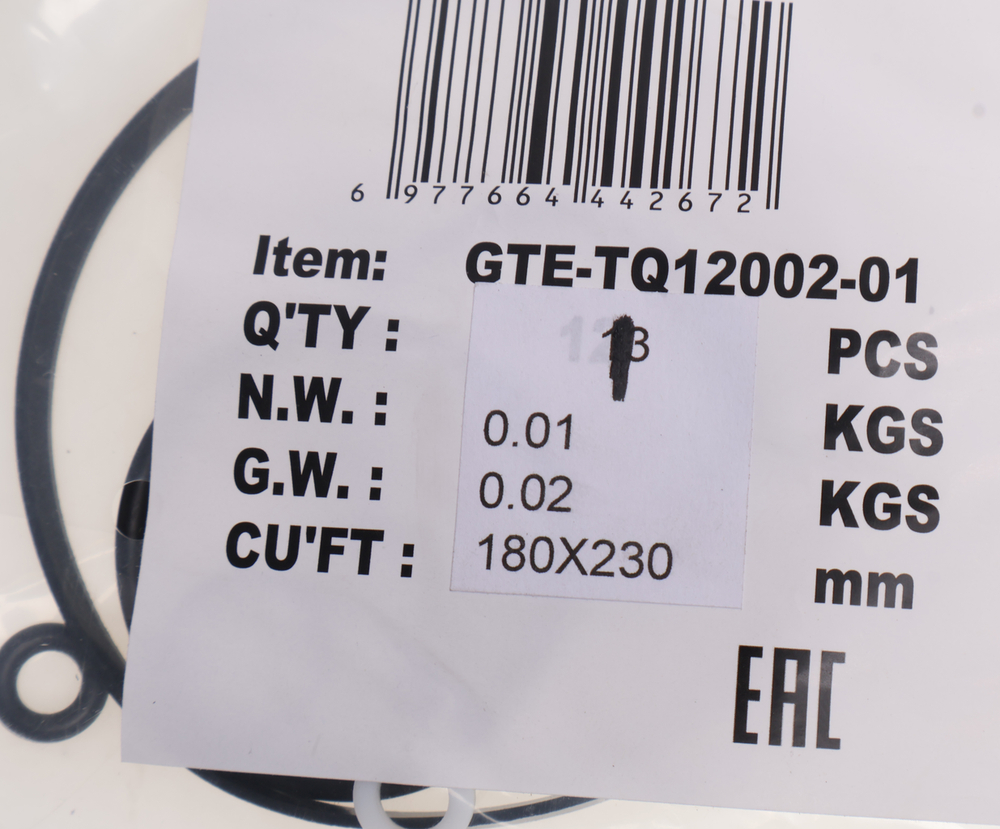 6 977664 442672
Item: GTE-TQ12002-01
Q'TY : 3 PCS
N.W. : 0.01 KGS
G.W. : 0.02 KGS
CU'FT : 180X230 mm
EAC